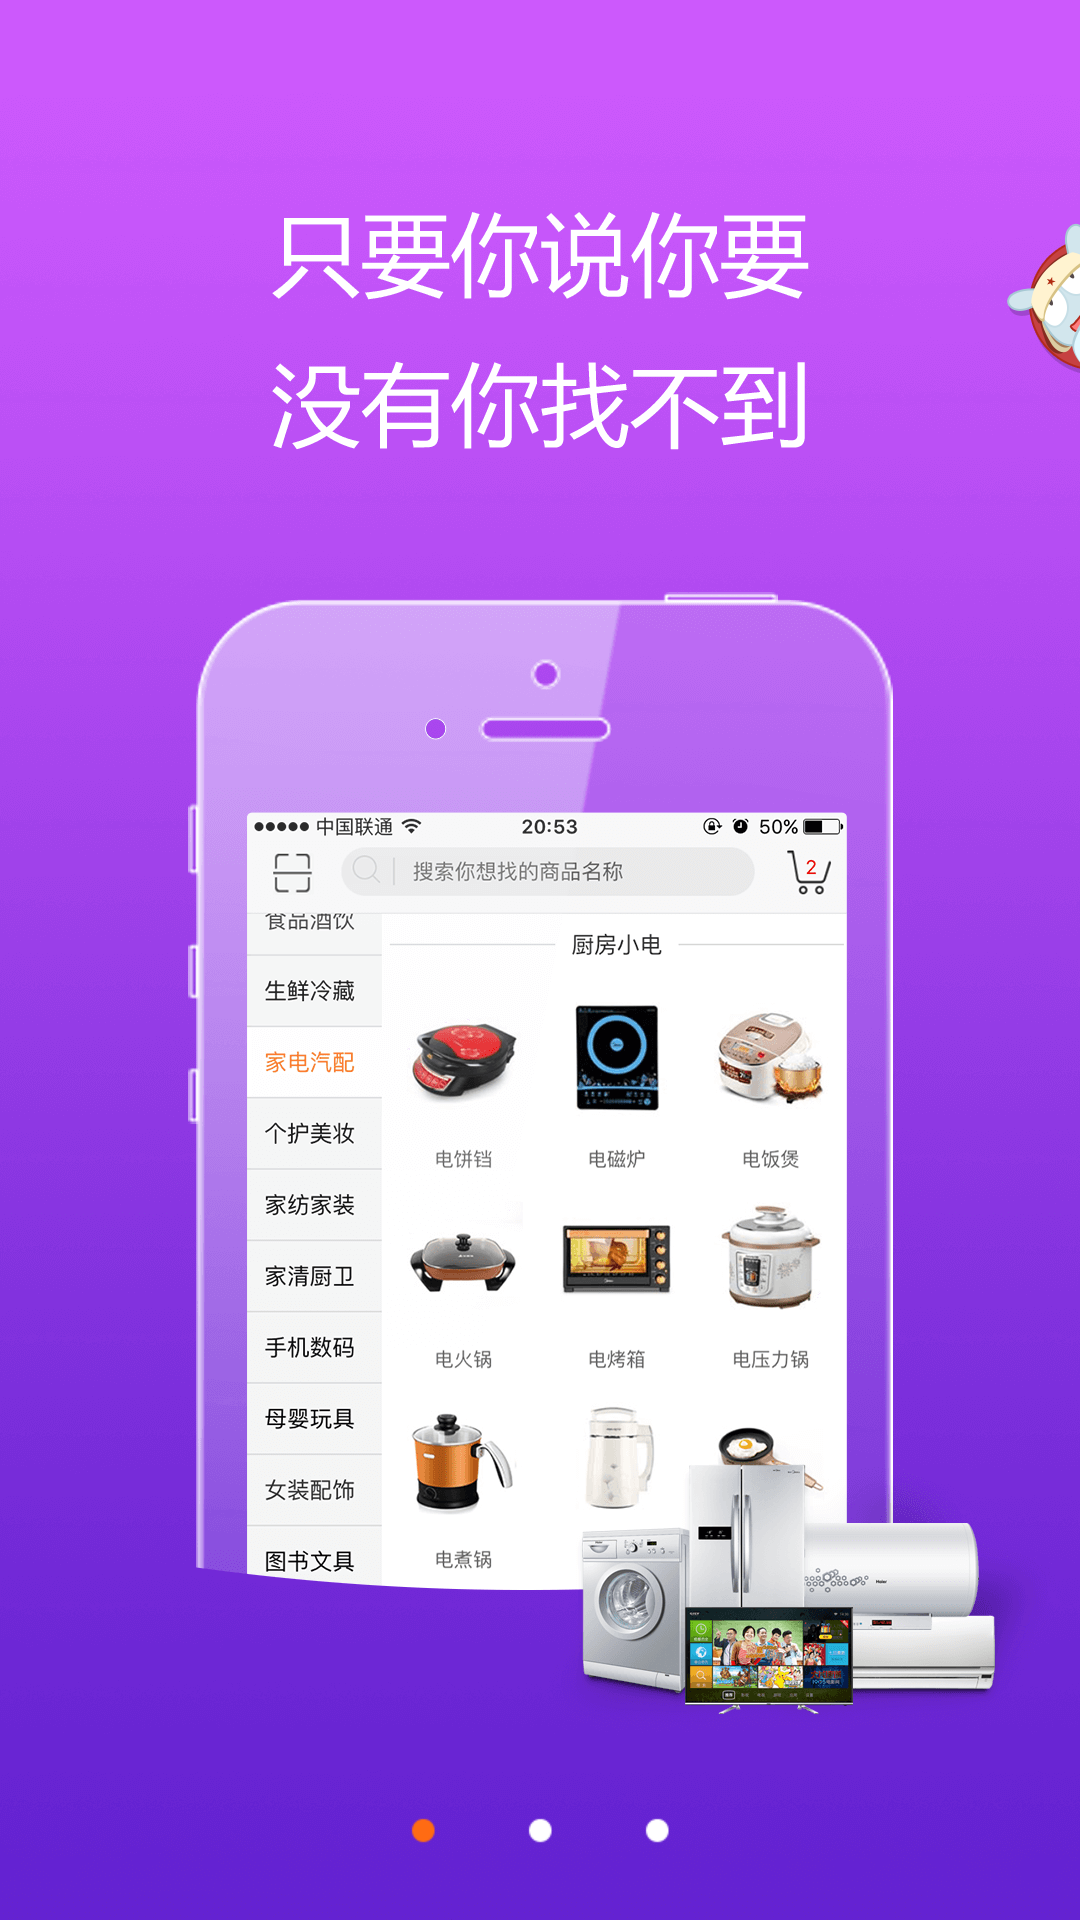 只要你说你要
没有你找不到
中国联通 20:53 50%
搜索你想找的商品名称 2
食品酒饮
厨房小电
生鲜冷藏
家电汽配
个护美妆
电饼铛 电磁炉 电饭煲
家纺家装
家清厨卫
手机数码
电火锅 电烤箱 电压力锅
母婴玩具
女装配饰
图书文具
电煮锅
Haier